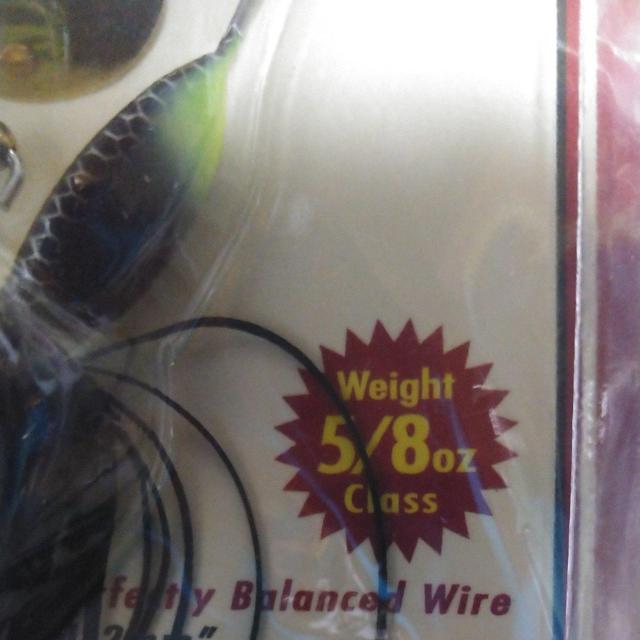 Weight
5/8oz
Class
Balanced Wire